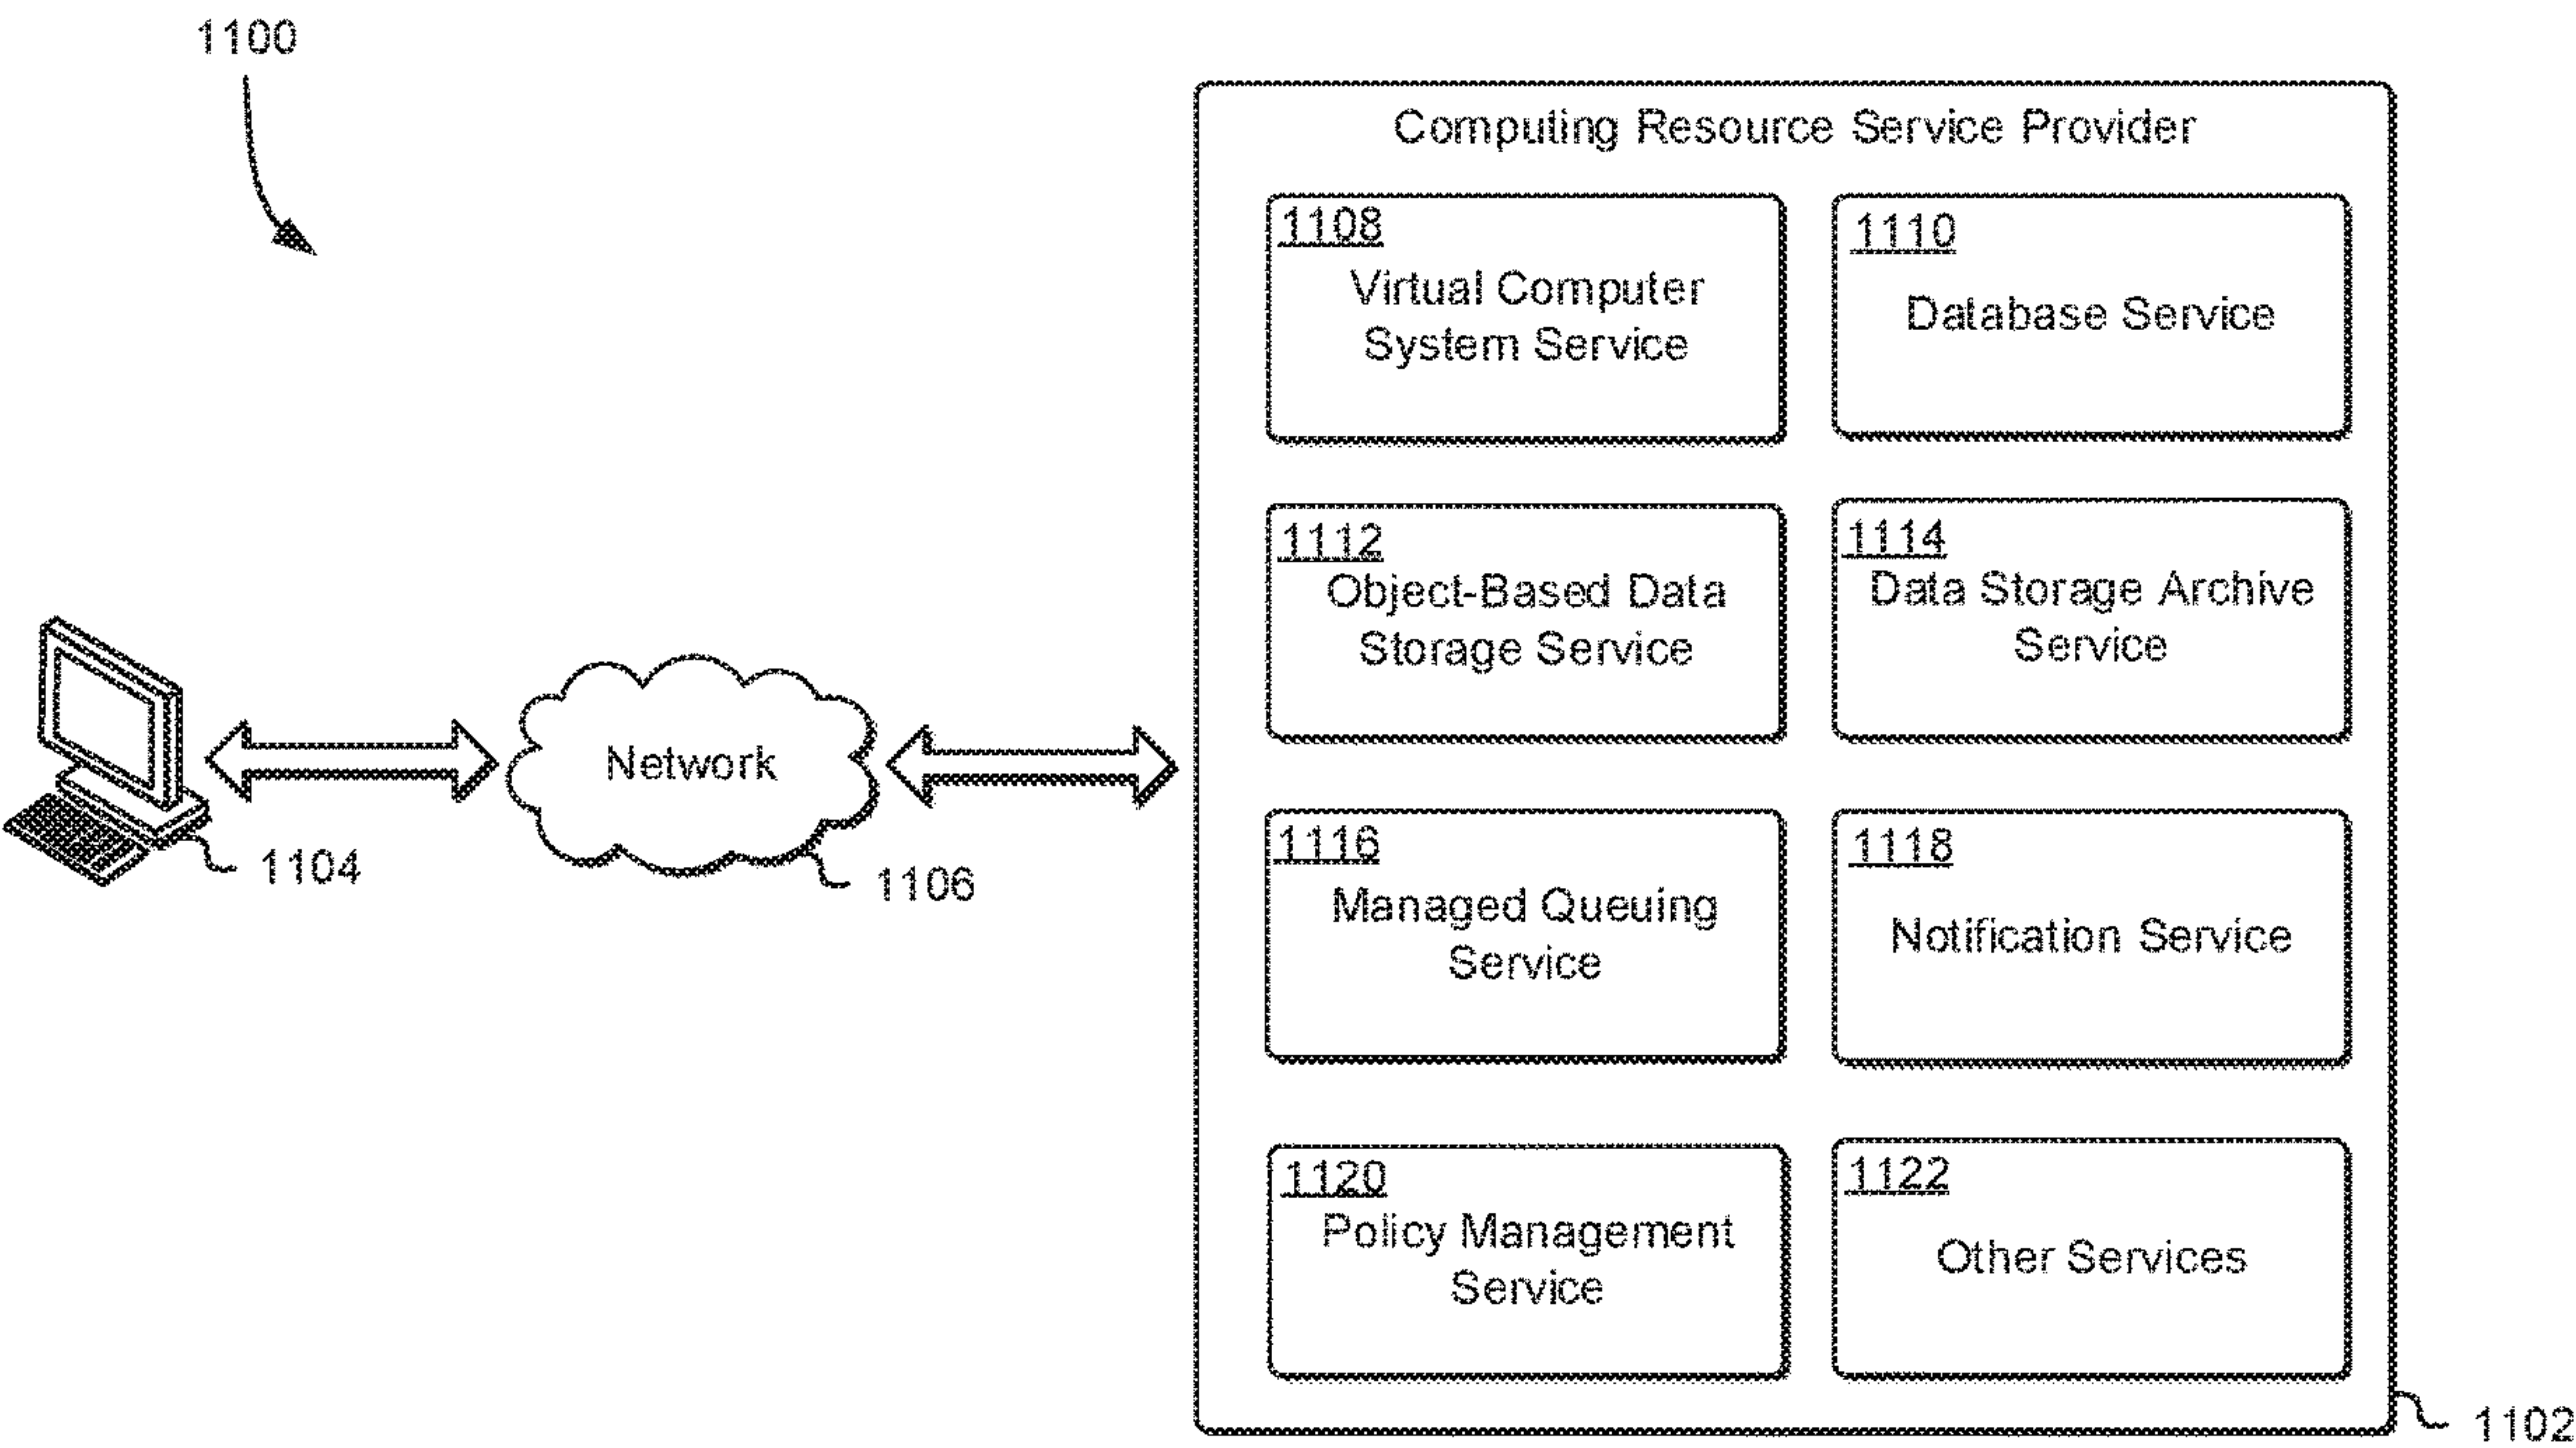 1100
Computing Resource Service Provider
1108
Virtual Computer
System Service
1110
Database Service
1112
Object-Based Data
Storage Service
1114
Data Storage Archive
Service
Network
1104
1106
1116
Managed Queuing
Service
1118
Notification Service
1120
Policy Management
Service
1122
Other Services
1102